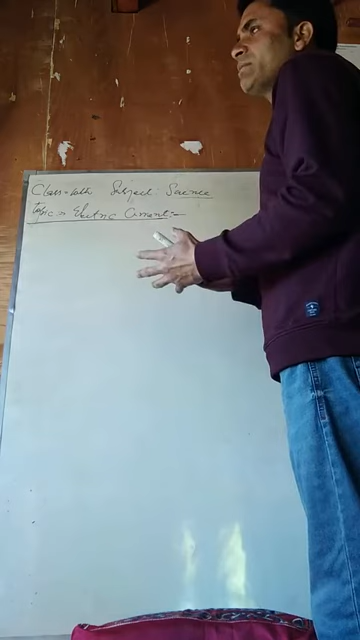 Class - 10th Subject: Science
Topic :- Electric Current :-